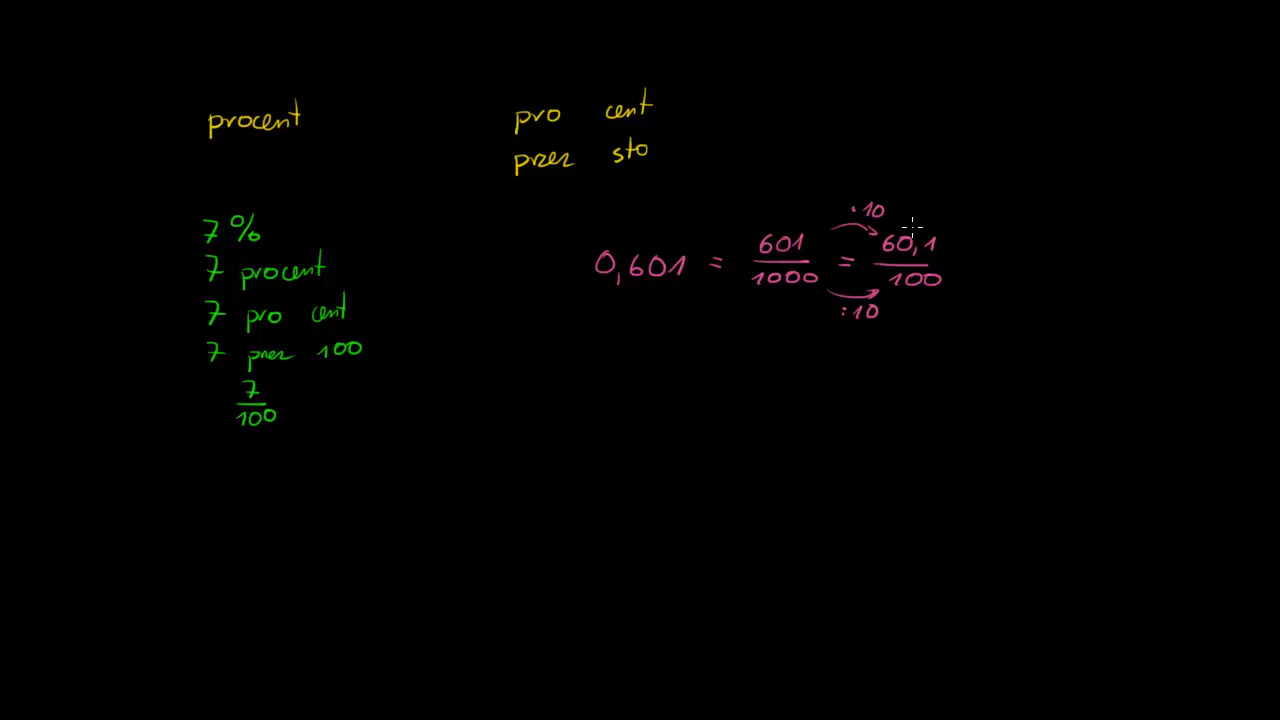 procent
pro cent
przez sto
7%
7 procent
7 pro cent
7 przez 100
7/100
0,601 = 601/1000 = 60,1/100
:10
:10